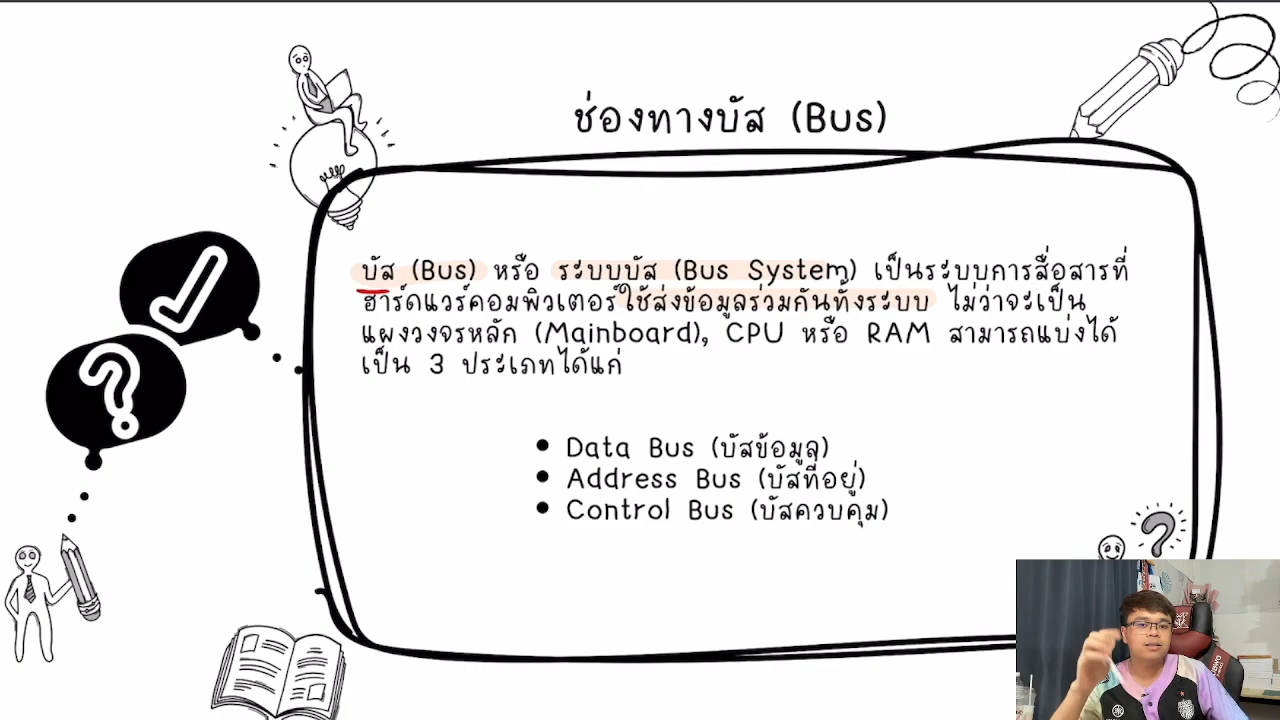 ช่องทางบัส (Bus)
บัส (Bus) หรือ ระบบบัส (Bus System) เป็นระบบการสื่อสารที่
ฮาร์ดแวร์คอมพิวเตอร์ใช้ส่งข้อมูลร่วมกันทั้งระบบ ไม่ว่าจะเป็น
แผงวงจรหลัก (Mainboard), CPU หรือ RAM สามารถแบ่งได้
เป็น 3 ประเภทได้แก่
• Data Bus (บัสข้อมูล)
• Address Bus (บัสที่อยู่)
• Control Bus (บัสควบคุม)